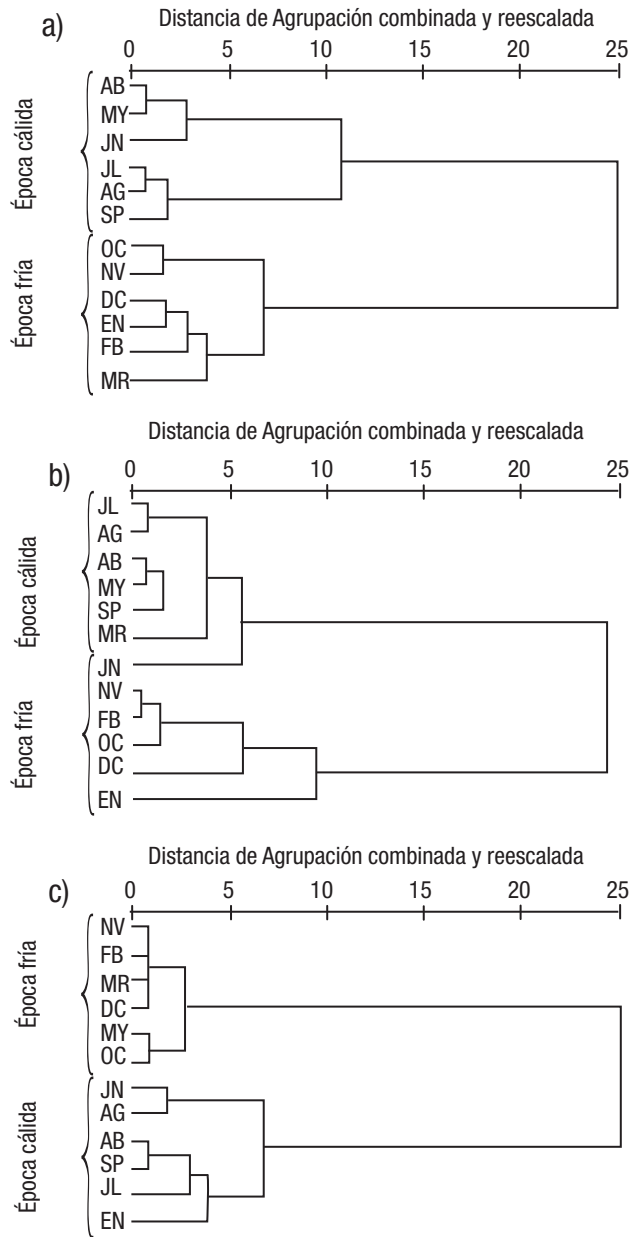 Distancia de Agrupación combinada y reescalada
a)
0 5 10 15 20 25
Época cálida
AB
MY
JN
JL
AG
SP
Época fría
OC
NV
DC
EN
FB
MR
Distancia de Agrupación combinada y reescalada
b)
0 5 10 15 20 25
Época cálida
JL
AG
AB
MY
SP
MR
Época fría
JN
NV
FB
OC
DC
EN
Distancia de Agrupación combinada y reescalada
c)
0 5 10 15 20 25
Época fría
NV
FB
MR
DC
MY
OC
Época cálida
JN
AG
AB
SP
JL
EN